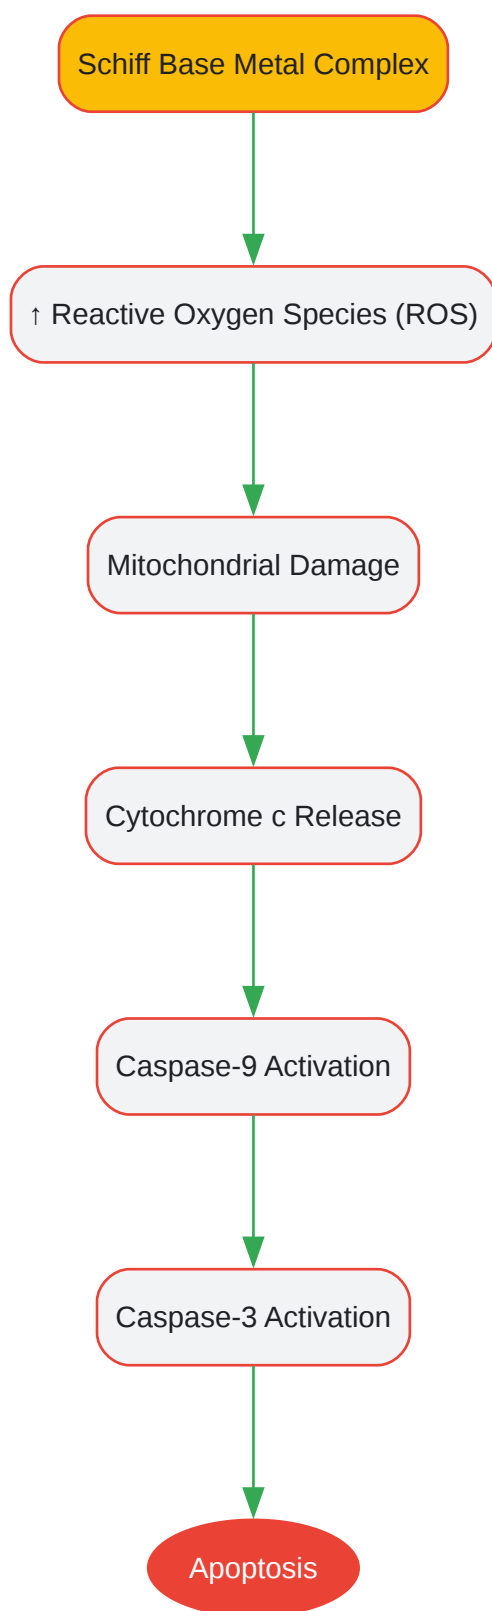 Schiff Base Metal Complex
↑ Reactive Oxygen Species (ROS)
Mitochondrial Damage
Cytochrome c Release
Caspase-9 Activation
Caspase-3 Activation
Apoptosis